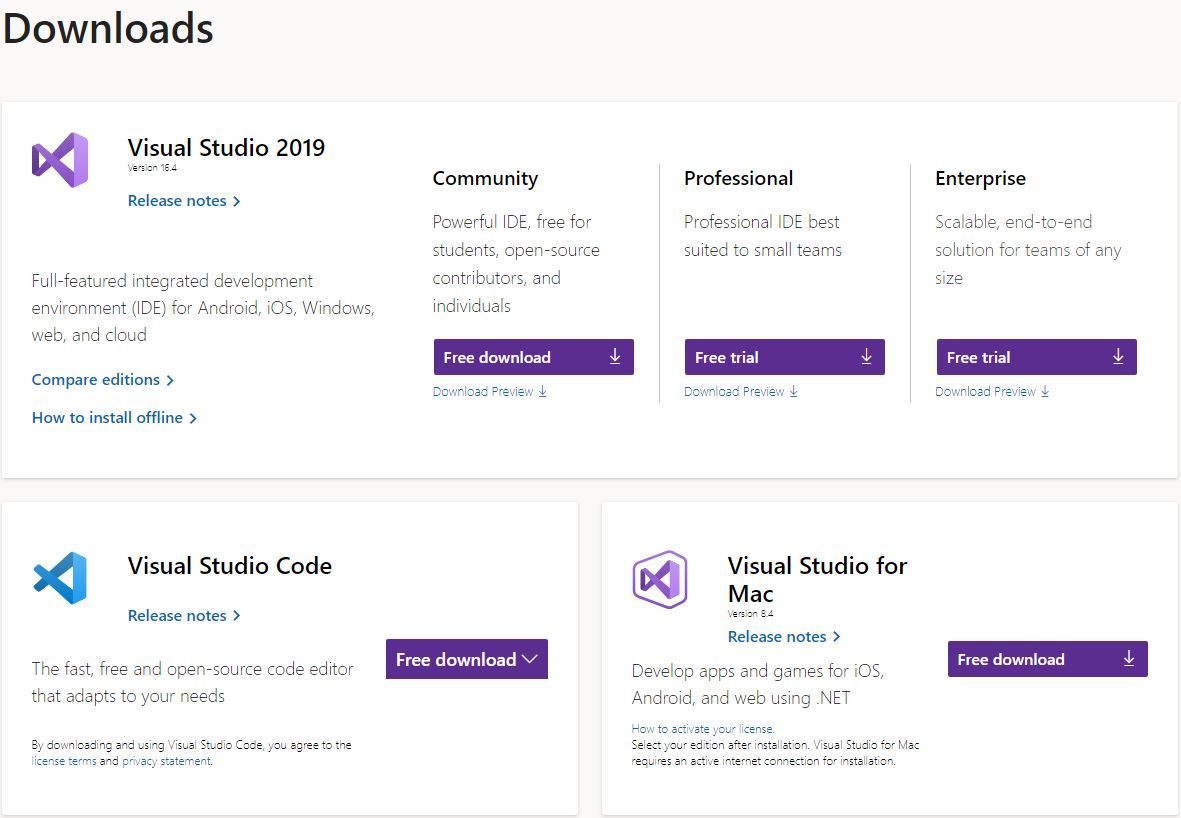 Downloads
Visual Studio 2019
Version 16.4
Release notes
Full-featured integrated development
environment (IDE) for Android, iOS, Windows,
web, and cloud
Compare editions
How to install offline
Community
Powerful IDE, free for
students, open-source
contributors, and
individuals
Free download
Download Preview
Professional
Professional IDE best
suited to small teams
Free trial
Download Preview
Enterprise
Scalable, end-to-end
solution for teams of any
size
Free trial
Download Preview
Visual Studio Code
Release notes
The fast, free and open-source code editor
that adapts to your needs
By downloading and using Visual Studio Code, you agree to the
license terms and privacy statement.
Free download
Visual Studio for
Mac
Version 8.4
Release notes
Develop apps and games for iOS,
Android, and web using .NET
How to activate your license.
Select your edition after installation. Visual Studio for Mac
requires an active internet connection for installation.
Free download